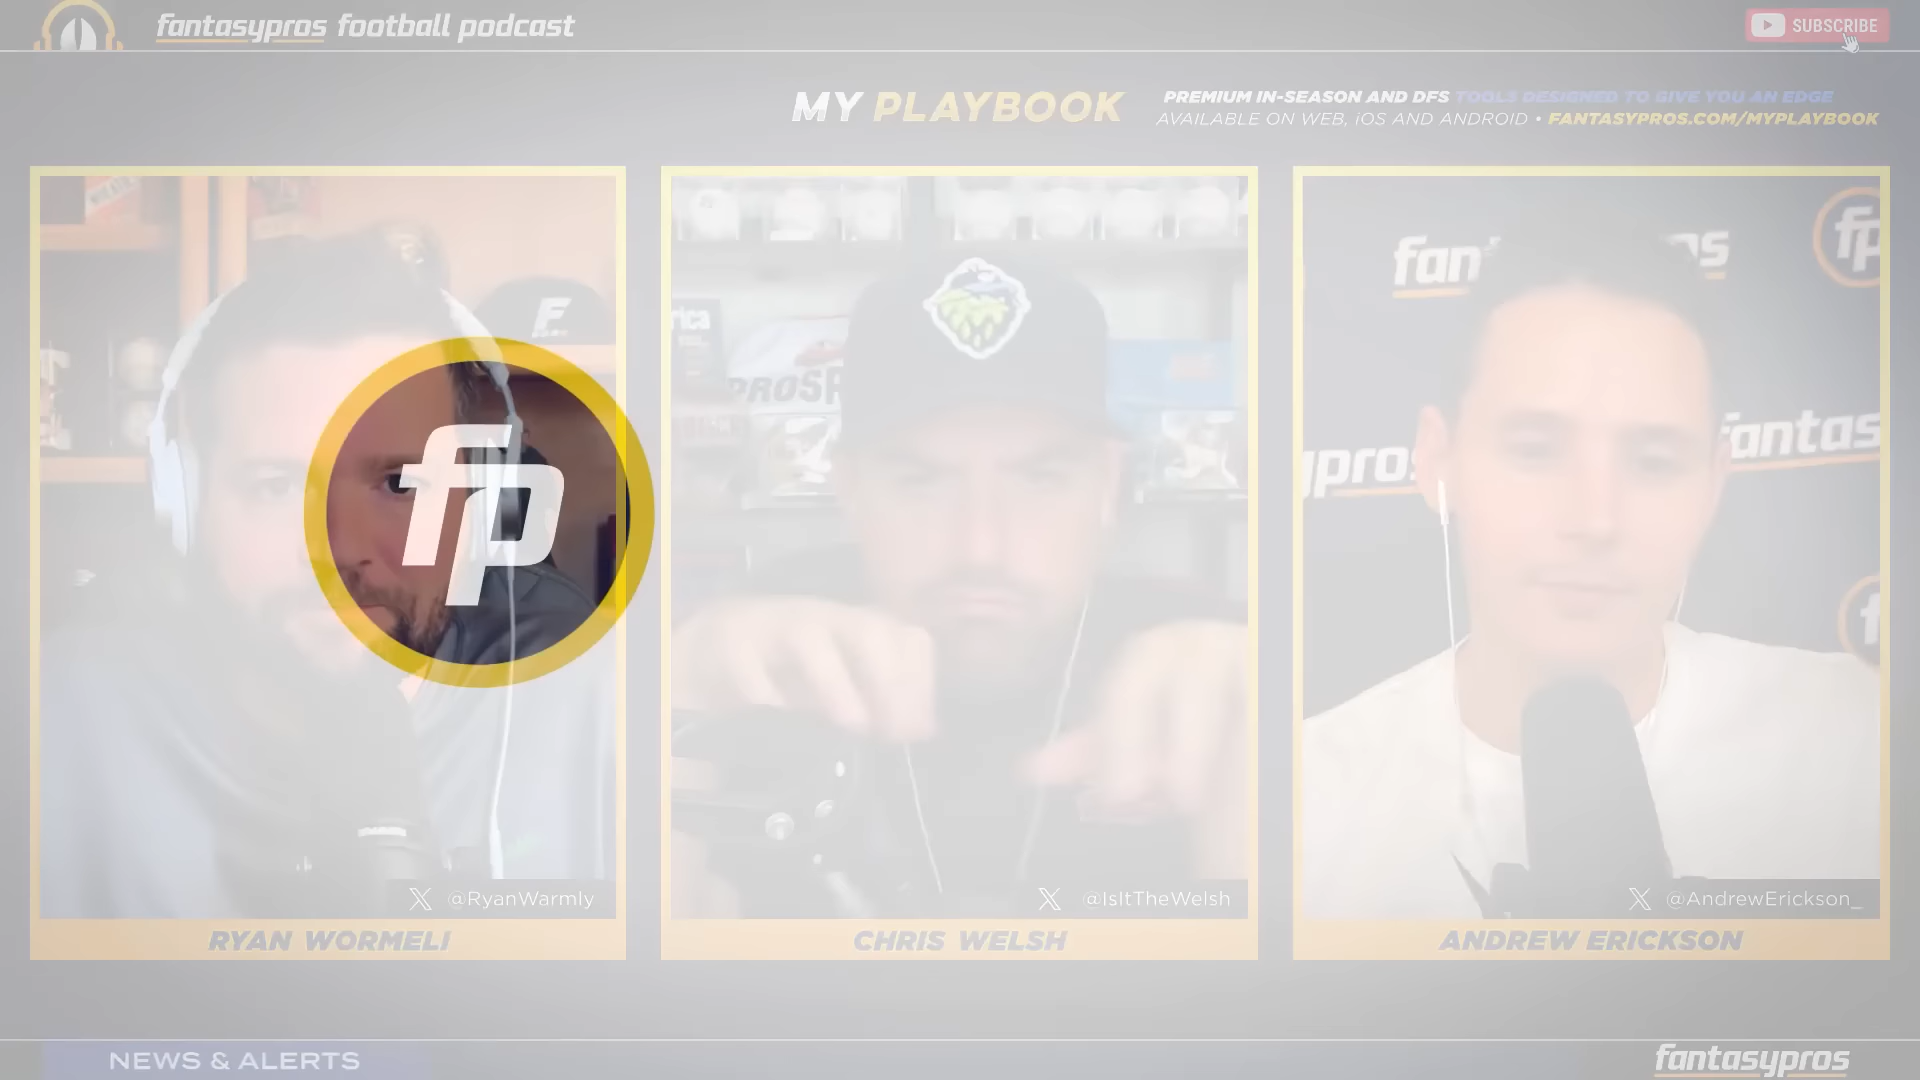 fantasypros football podcast
SUBSCRIBE
MY PLAYBOOK
PREMIUM IN-SEASON AND DFS TOOLS DESIGNED TO GIVE YOU AN EDGE
AVAILABLE ON WEB, iOS AND ANDROID • FANTASYPROS.COM/MYPLAYBOOK
fp
@RyanWarmly
RYAN WORMELI
@IsItTheWelsh
CHRIS WELSH
fp
fantas
@AndrewErickson_
ANDREW ERICKSON
NEWS & ALERTS
fantasypros